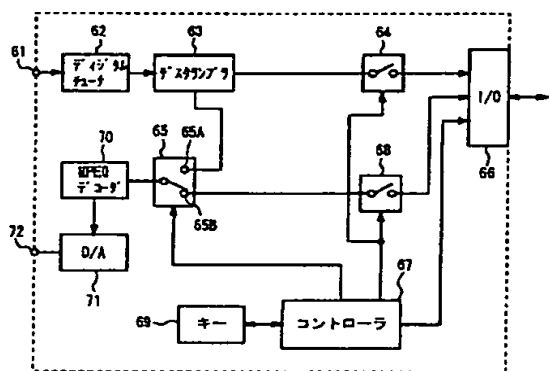 61
62
ディジタル
チューナ
63
デスクランブラ
64
I/O
66
70
MPEG
デコーダ
65
65A
65B
68
72
D/A
71
67
69
キー
コントローラ